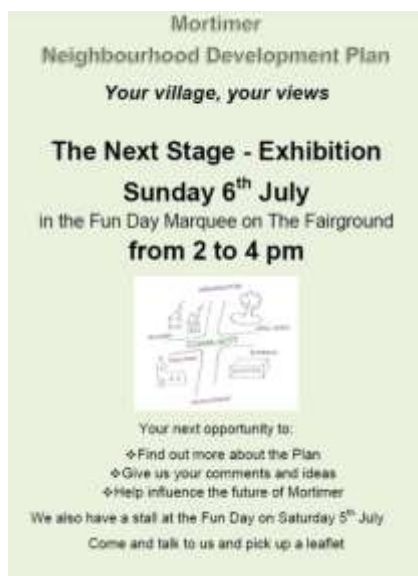 Mortimer
Neighbourhood Development Plan
Your village, your views
The Next Stage - Exhibition
Sunday 6th July
in the Fun Day Marquee on The Fairground
from 2 to 4 pm
Your next opportunity to:
❖Find out more about the Plan
❖Give us your comments and ideas
❖Help influence the future of Mortimer
We also have a stall at the Fun Day on Saturday 5th July
Come and talk to us and pick up a leaflet